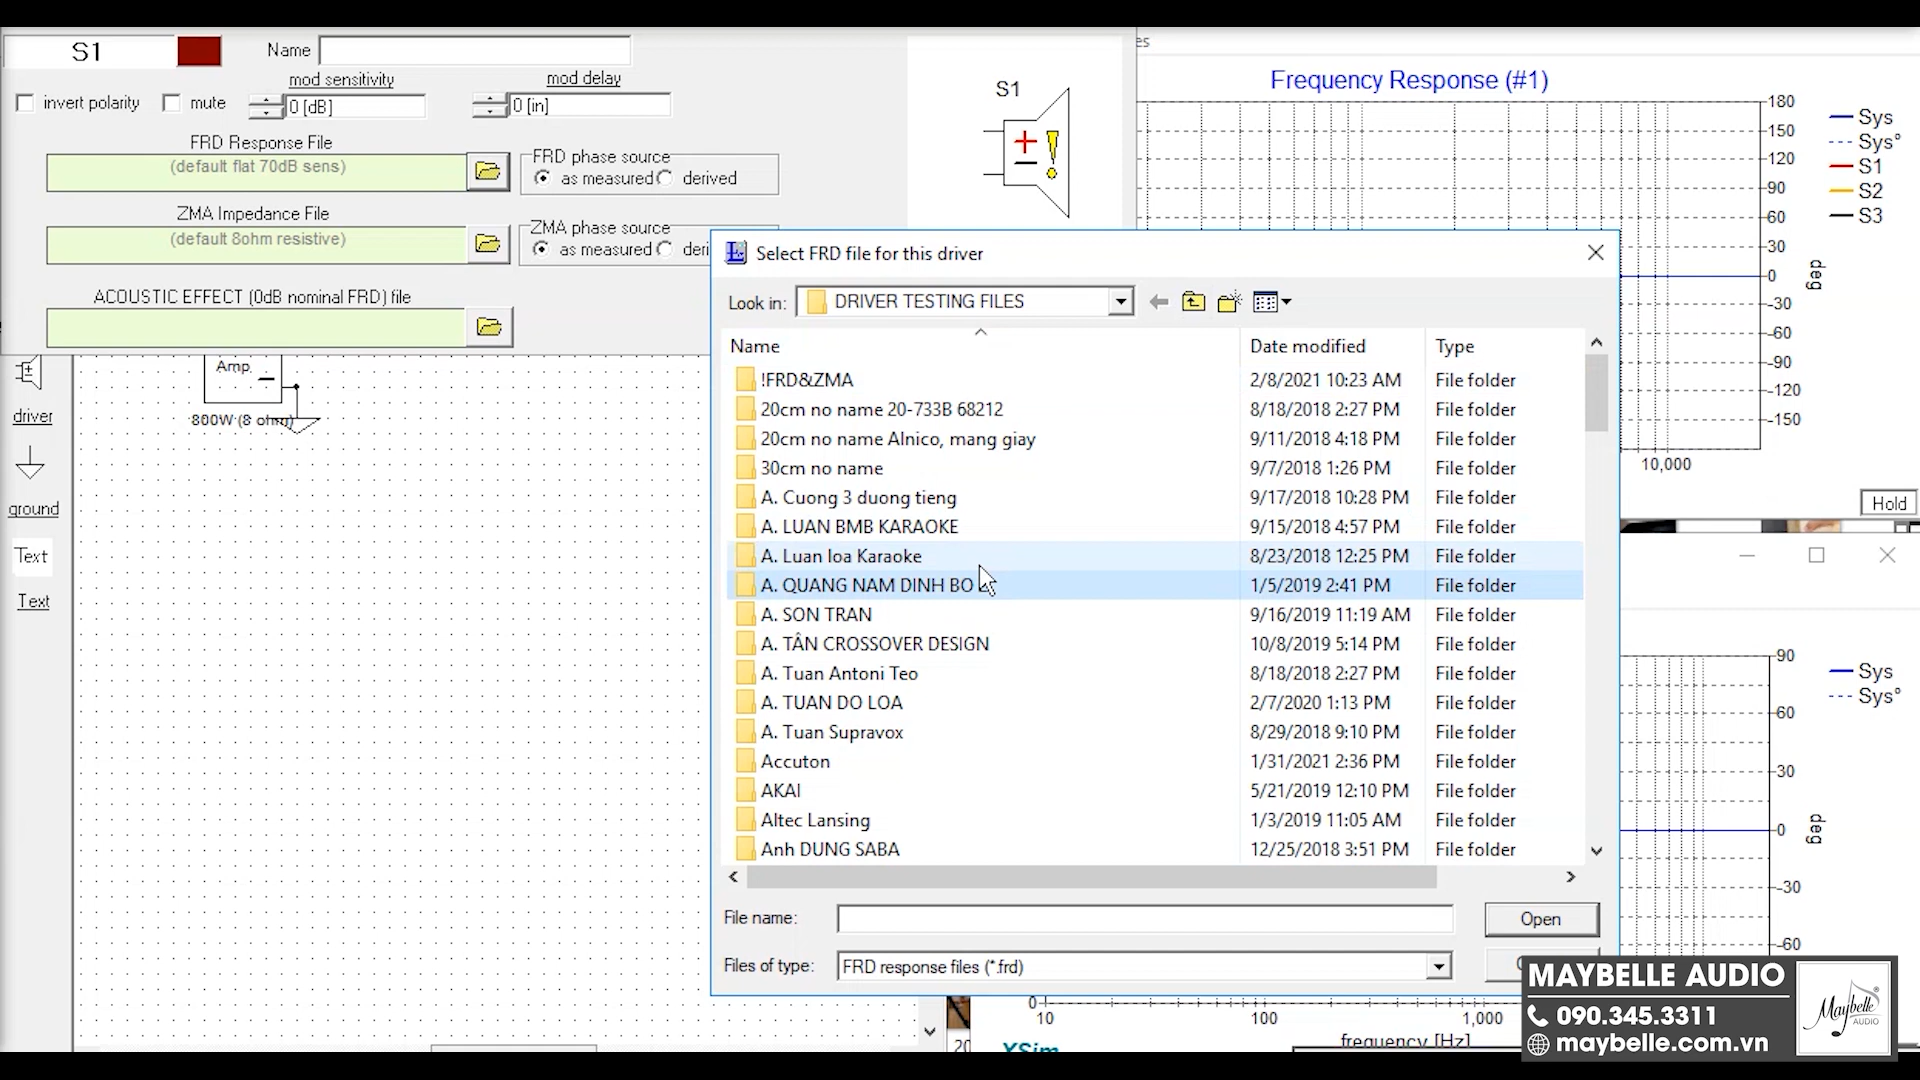 S1
Name
mod sensitivity
mod delay
invert polarity
mute
0 [dB]
0 [in]
FRD Response File
(default flat 70dB sens)
FRD phase source
as measured
derived
ZMA Impedance File
(default 8ohm resistive)
ZMA phase source
as measured
ACOUSTIC EFFECT (0dB nominal FRD) file
S1
Amp
800W (8 ohm)
driver
ground
Text
Text
Frequency Response (#1)
180
150
120
90
60
30
0
-30
-60
-90
-120
-150
deg
10,000
Sys
Sys°
S1
S2
S3
Hold
Select FRD file for this driver
Look in:
DRIVER TESTING FILES
Name Date modified Type
!FRD&ZMA 2/8/2021 10:23 AM File folder
20cm no name 20-733B 68212 8/18/2018 2:27 PM File folder
20cm no name Alnico, mang giay 9/11/2018 4:18 PM File folder
30cm no name 9/7/2018 1:26 PM File folder
A. Cuong 3 duong tieng 9/17/2018 10:28 PM File folder
A. LUAN BMB KARAOKE 9/15/2018 4:57 PM File folder
A. Luan loa Karaoke 8/23/2018 12:25 PM File folder
A. QUANG NAM DINH BO 1/5/2019 2:41 PM File folder
A. SON TRAN 9/16/2019 11:19 AM File folder
A. TÂN CROSSOVER DESIGN 10/8/2019 5:14 PM File folder
A. Tuan Antoni Teo 8/18/2018 2:27 PM File folder
A. TUAN DO LOA 2/7/2020 1:13 PM File folder
A. Tuan Supravox 8/29/2018 9:10 PM File folder
Accuton 1/31/2021 2:36 PM File folder
AKAI 5/21/2019 12:10 PM File folder
Altec Lansing 1/3/2019 11:05 AM File folder
Anh DUNG SABA 12/25/2018 3:51 PM File folder
File name:
Open
Files of type:
FRD response files (*.frd)
90
60
30
0
-30
-60
deg
Sys
Sys°
0
10
100
1,000
frequency [Hz]
XSim
MAYBELLE AUDIO
090.345.3311
maybelle.com.vn
Maybelle
AUDIO